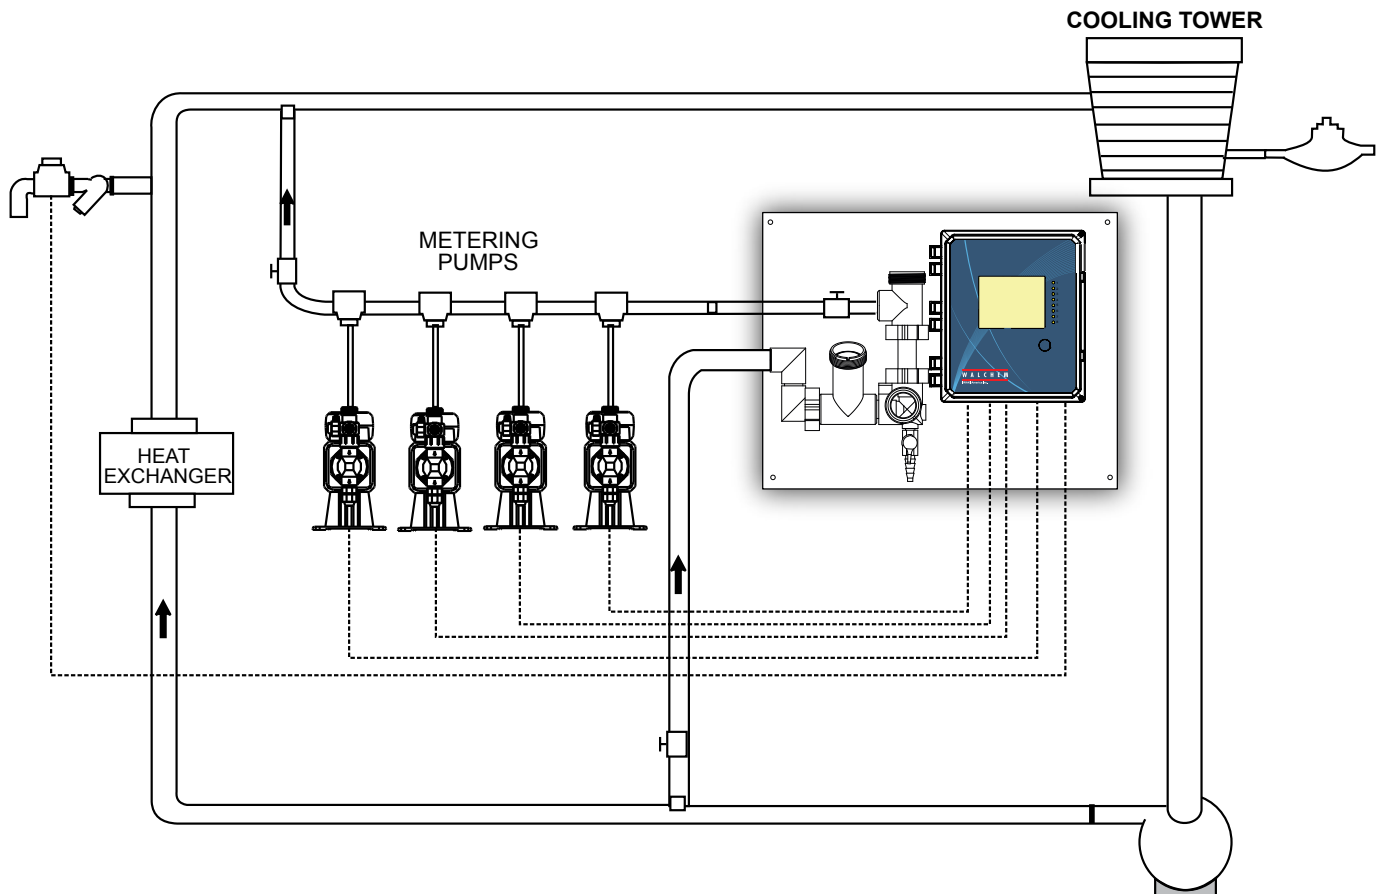 COOLING TOWER
METERING
PUMPS
WALCHEM
HEAT
EXCHANGER